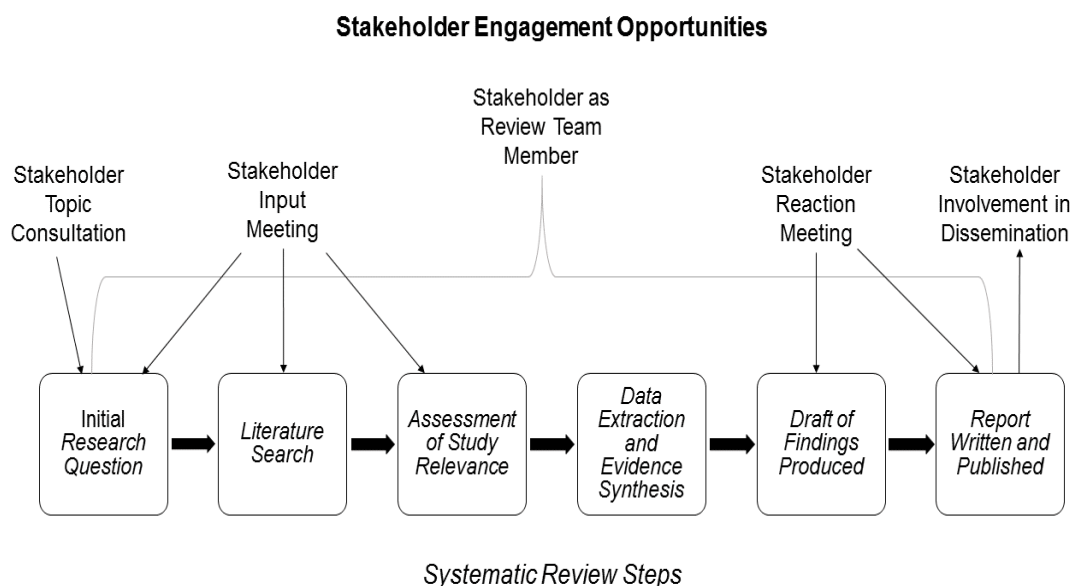 Stakeholder Engagement Opportunities
Stakeholder as
Review Team
Member
Stakeholder
Topic
Consultation
Stakeholder
Input
Meeting
Stakeholder
Reaction
Meeting
Stakeholder
Involvement in
Dissemination
Initial
Research
Question
Literature
Search
Assessment
of Study
Relevance
Data
Extraction
and
Evidence
Synthesis
Draft of
Findings
Produced
Report
Written and
Published
Systematic Review Steps